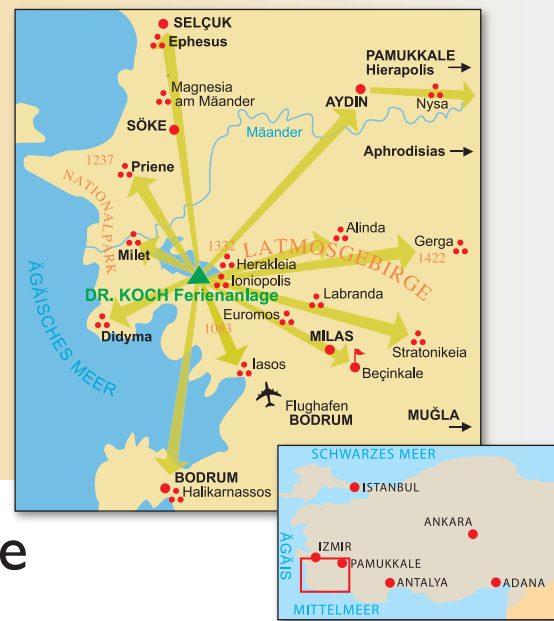 SELÇUK
Ephesus
PAMUKKALE
Hierapolis
Magnesia
am Mäander
AYDIN
Nysa
SÖKE
Mäander
Aphrodisias
1237
Priene
NATIONALPARK
Alinda
Milet
1332
LATMOSGEBIRGE
Gerga
1422
Herakleia
Ioniopolis
DR. KOCH Ferienanlage
Labranda
ÄGÄISCHES MEER
Euromos
1083
Didyma
MILAS
Stratonikeia
Iasos
Beçinkale
Flughafen
BODRUM
MUĞLA
BODRUM
Halikarnassos
SCHWARZES MEER
ISTANBUL
ANKARA
ÄGÄIS
IZMIR
PAMUKKALE
ANTALYA
ADANA
MITTELMEER
e